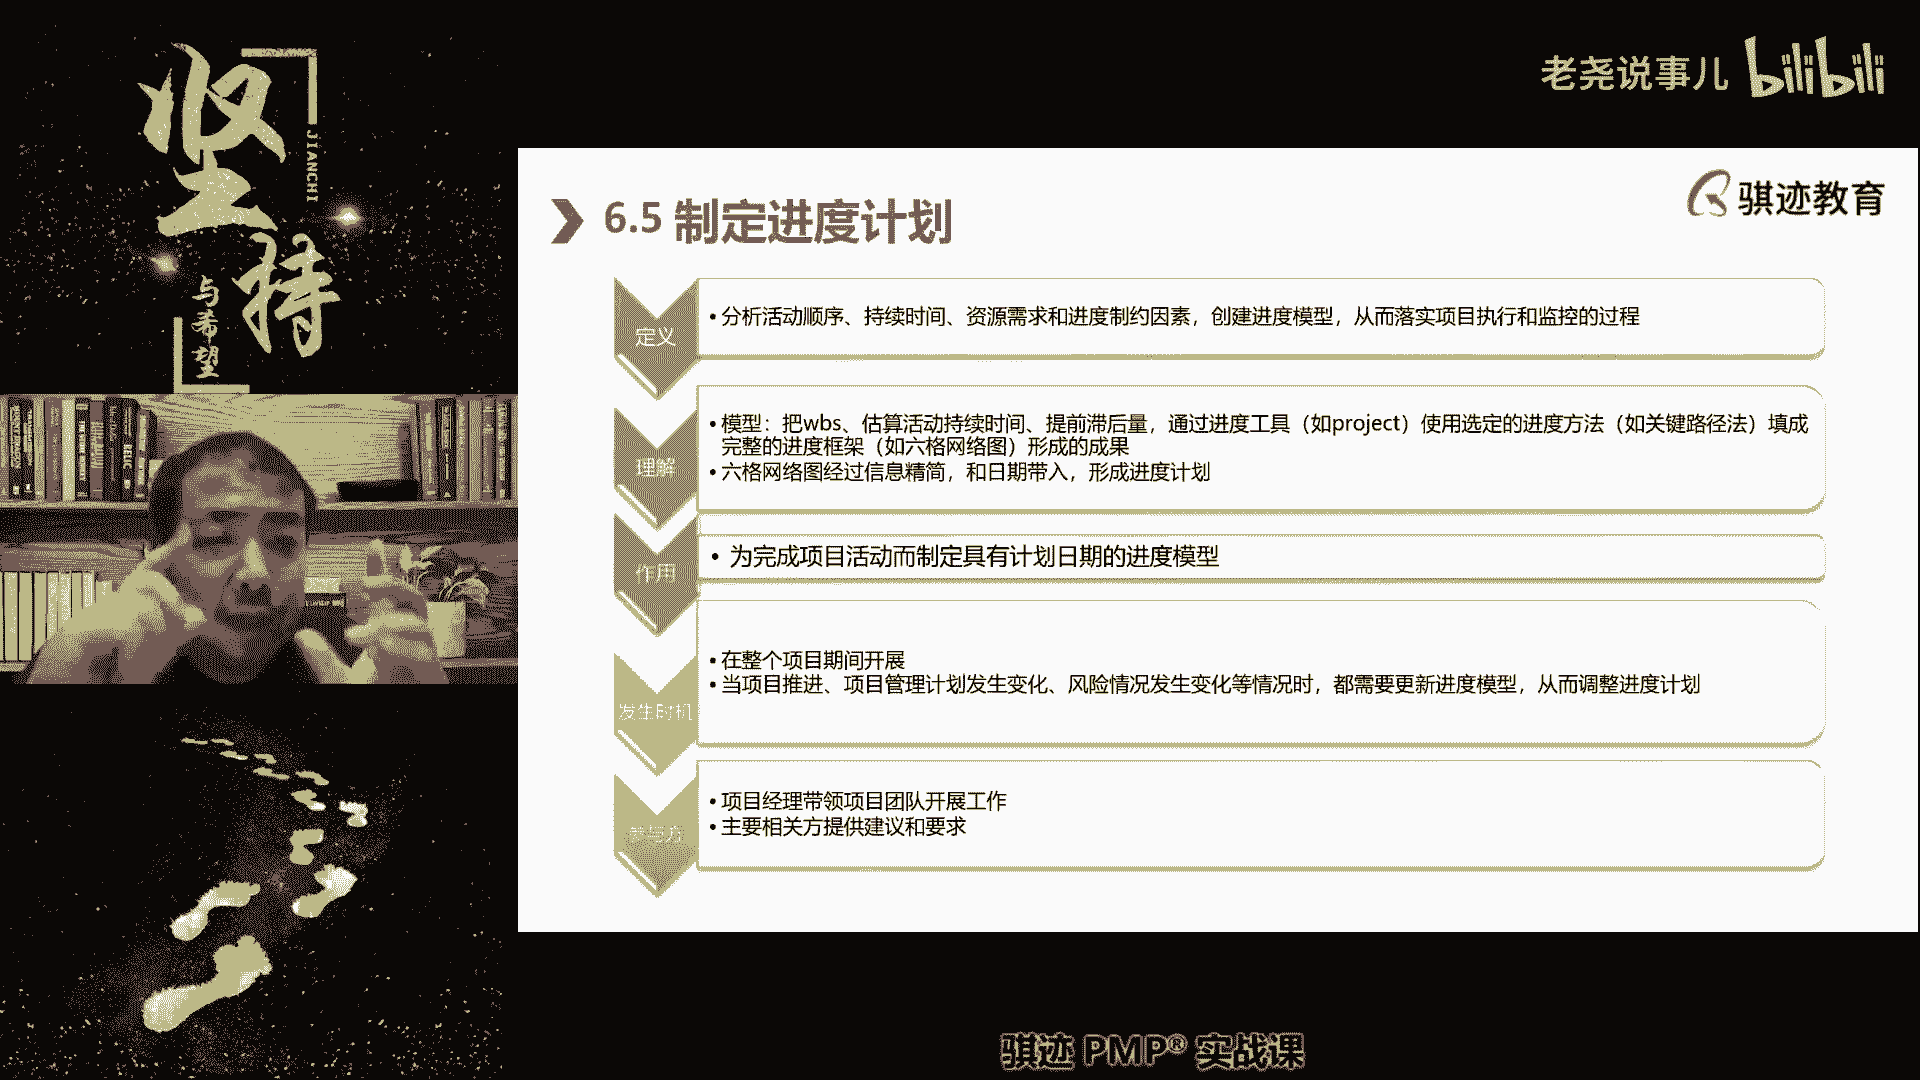 坚持
JIANCHI
与希望
老尧说事儿 bilibili
骐迹教育
6.5 制定进度计划
定义
•分析活动顺序、持续时间、资源需求和进度制约因素，创建进度模型，从而落实项目执行和监控的过程
理解
•模型：把wbs、估算活动持续时间、提前滞后量，通过进度工具（如project）使用选定的进度方法（如关键路径法）填成
完整的进度框架（如六格网络图）形成的成果
•六格网络图经过信息精简，和日期带入，形成进度计划
作用
• 为完成项目活动而制定具有计划日期的进度模型
发生时机
•在整个项目期间开展
•当项目推进、项目管理计划发生变化、风险情况发生变化等情况时，都需要更新进度模型，从而调整进度计划
参与方
•项目经理带领项目团队开展工作
•主要相关方提供建议和要求
骐迹 PMP® 实战课